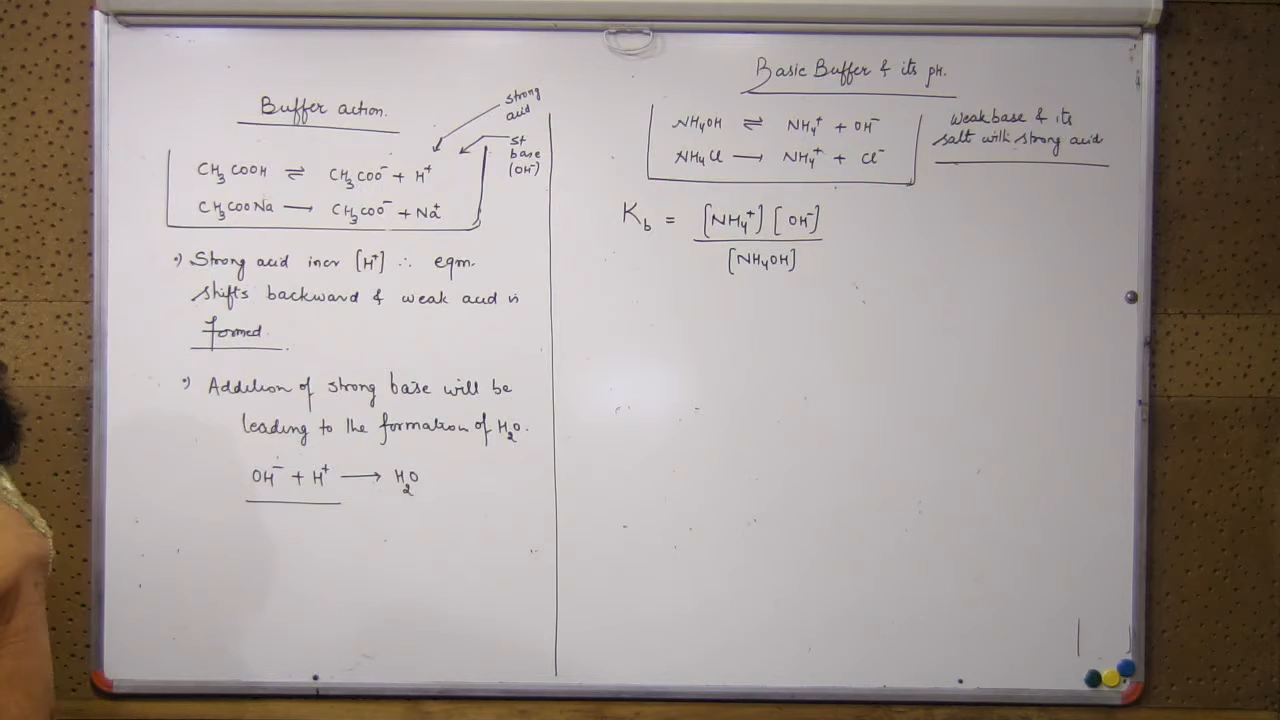 Buffer action.
strong
acid
st
base
(OH⁻)
CH₃COOH ⇌ CH₃COO⁻ + H⁺
CH₃COONa ⟶ CH₃COO⁻ + Na⁺
•) Strong acid incr [H⁺] ∴ eqm.
shifts backward & weak acid is
formed.
•) Addition of strong base will be
leading to the formation of H₂O.
OH⁻ + H⁺ ⟶ H₂O
Basic Buffer & its pH.
NH₄OH ⇌ NH₄⁺ + OH⁻
NH₄Cl ⟶ NH₄⁺ + Cl⁻
weak base & its
salt with strong acid
K_b = [NH₄⁺] [OH⁻]
[NH₄OH]